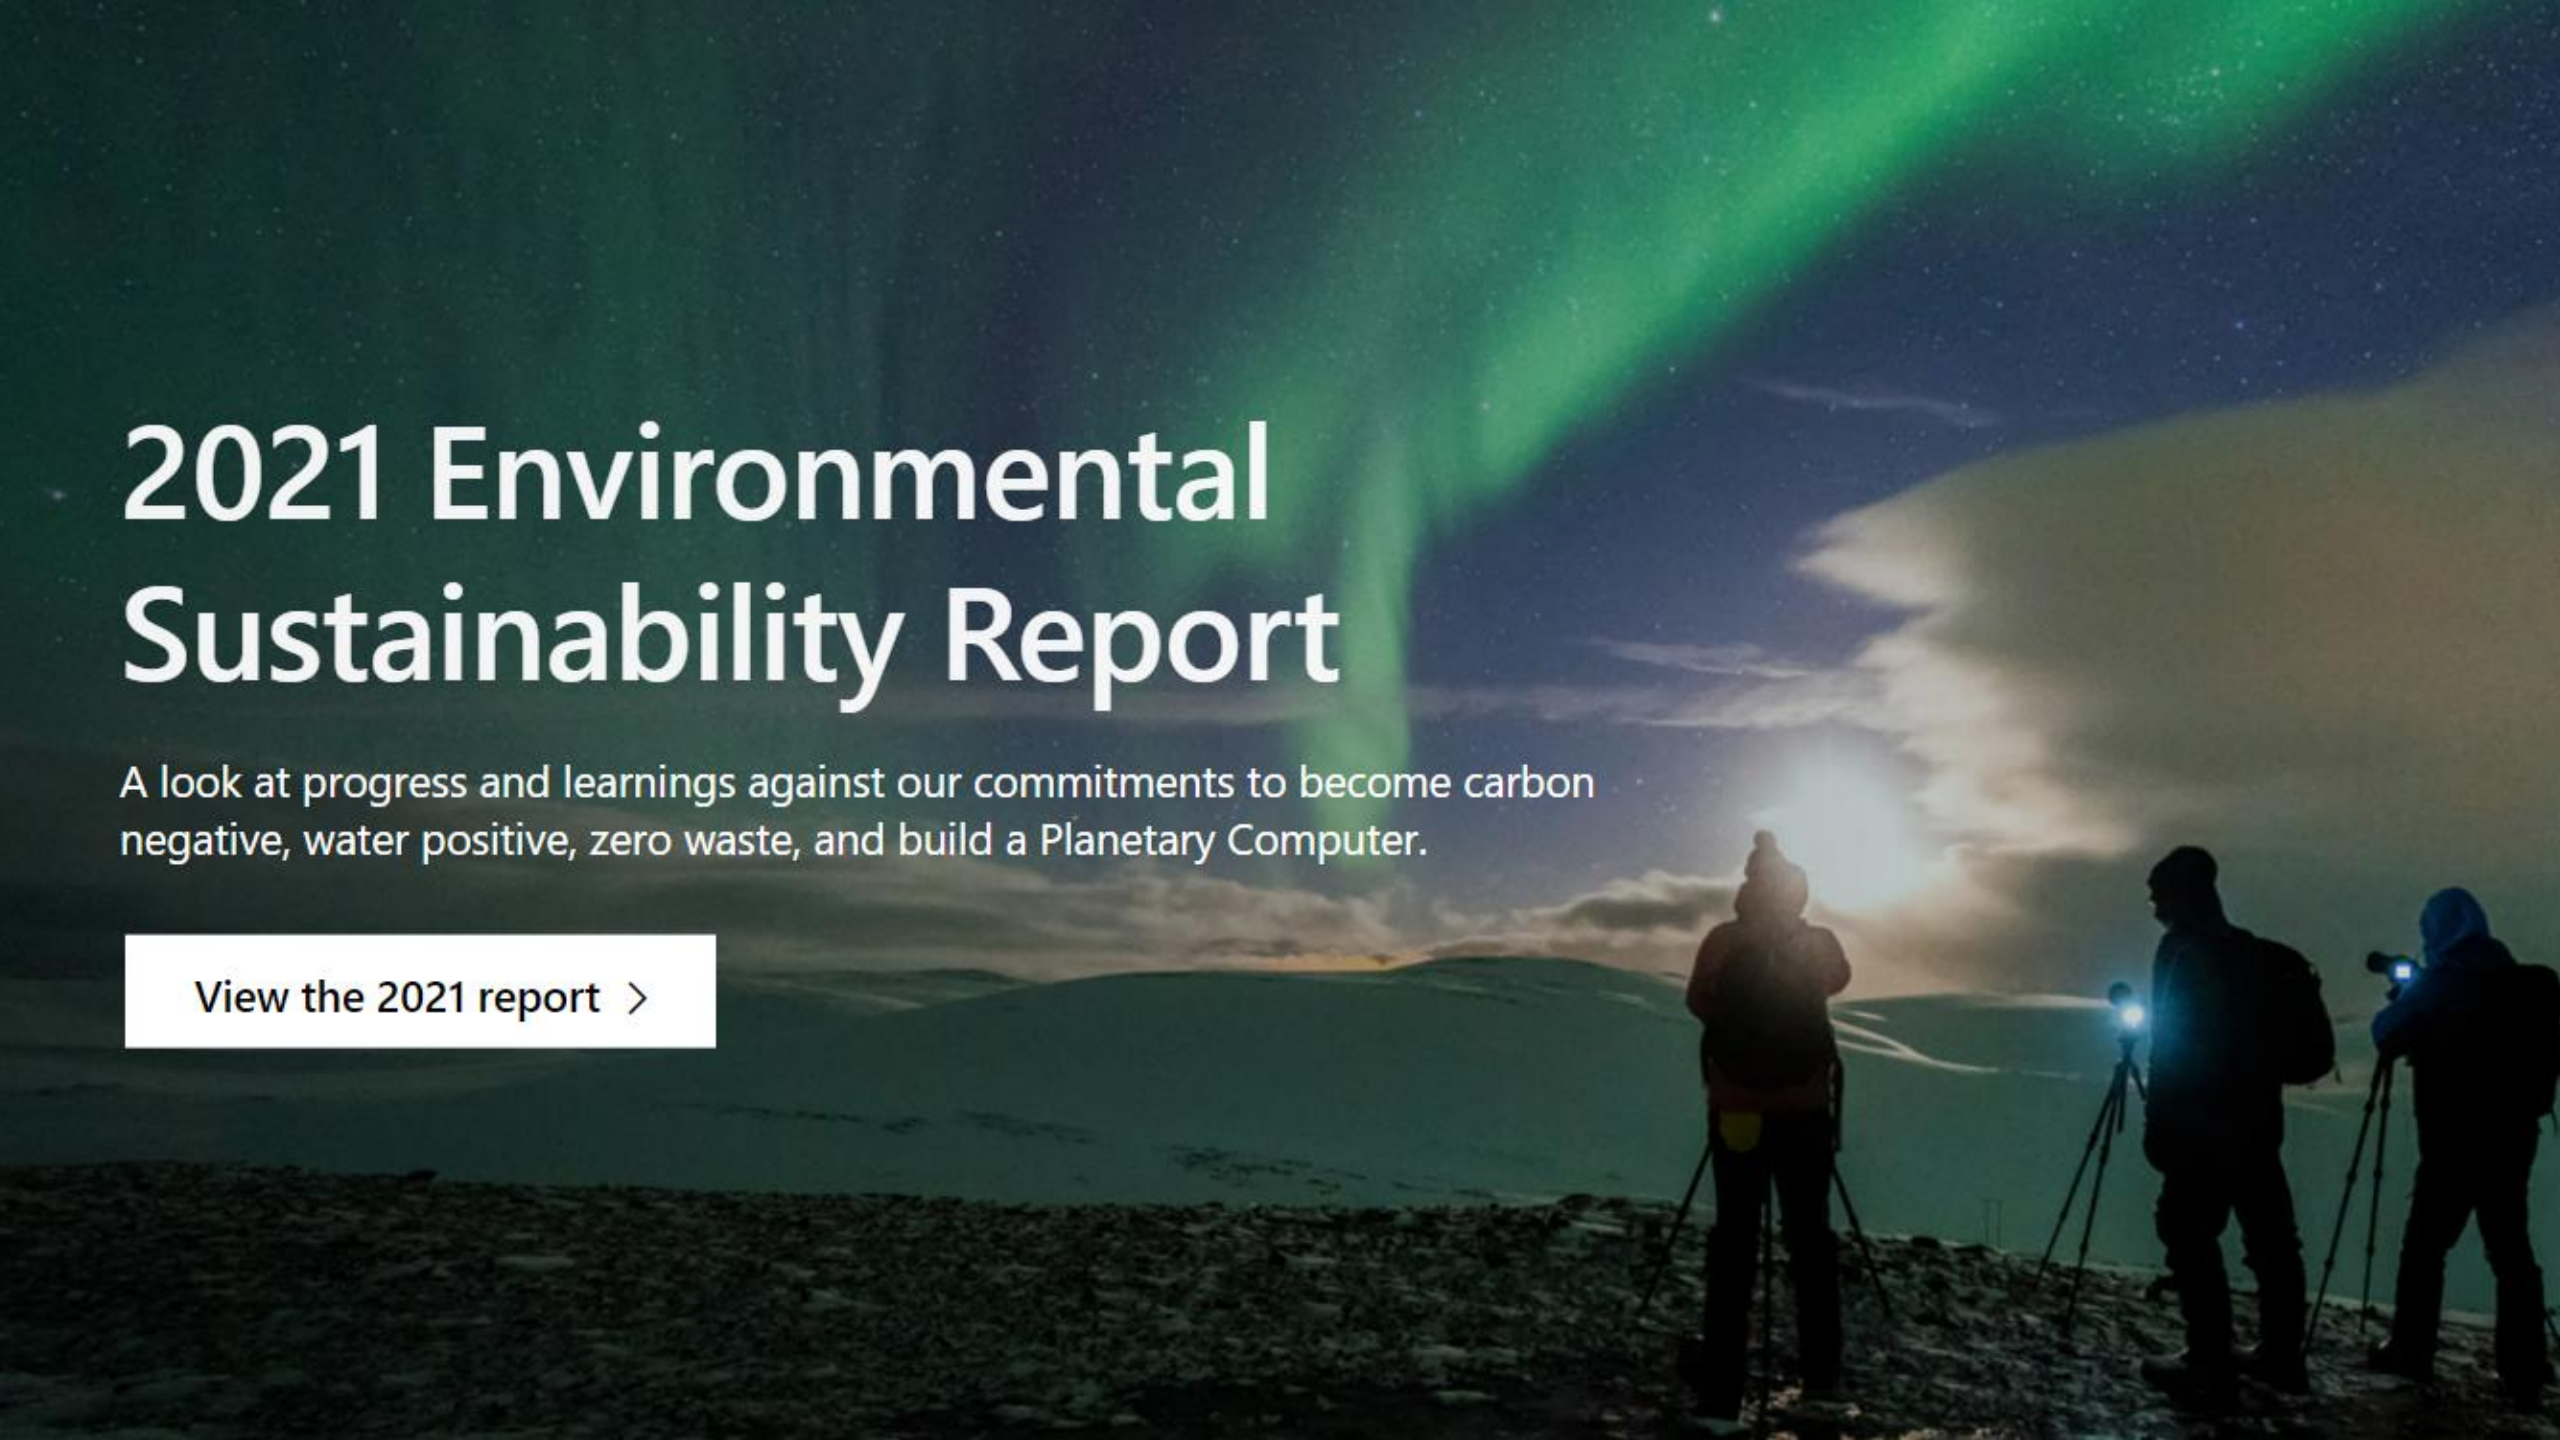 2021 Environmental
Sustainability Report
A look at progress and learnings against our commitments to become carbon
negative, water positive, zero waste, and build a Planetary Computer.
View the 2021 report >